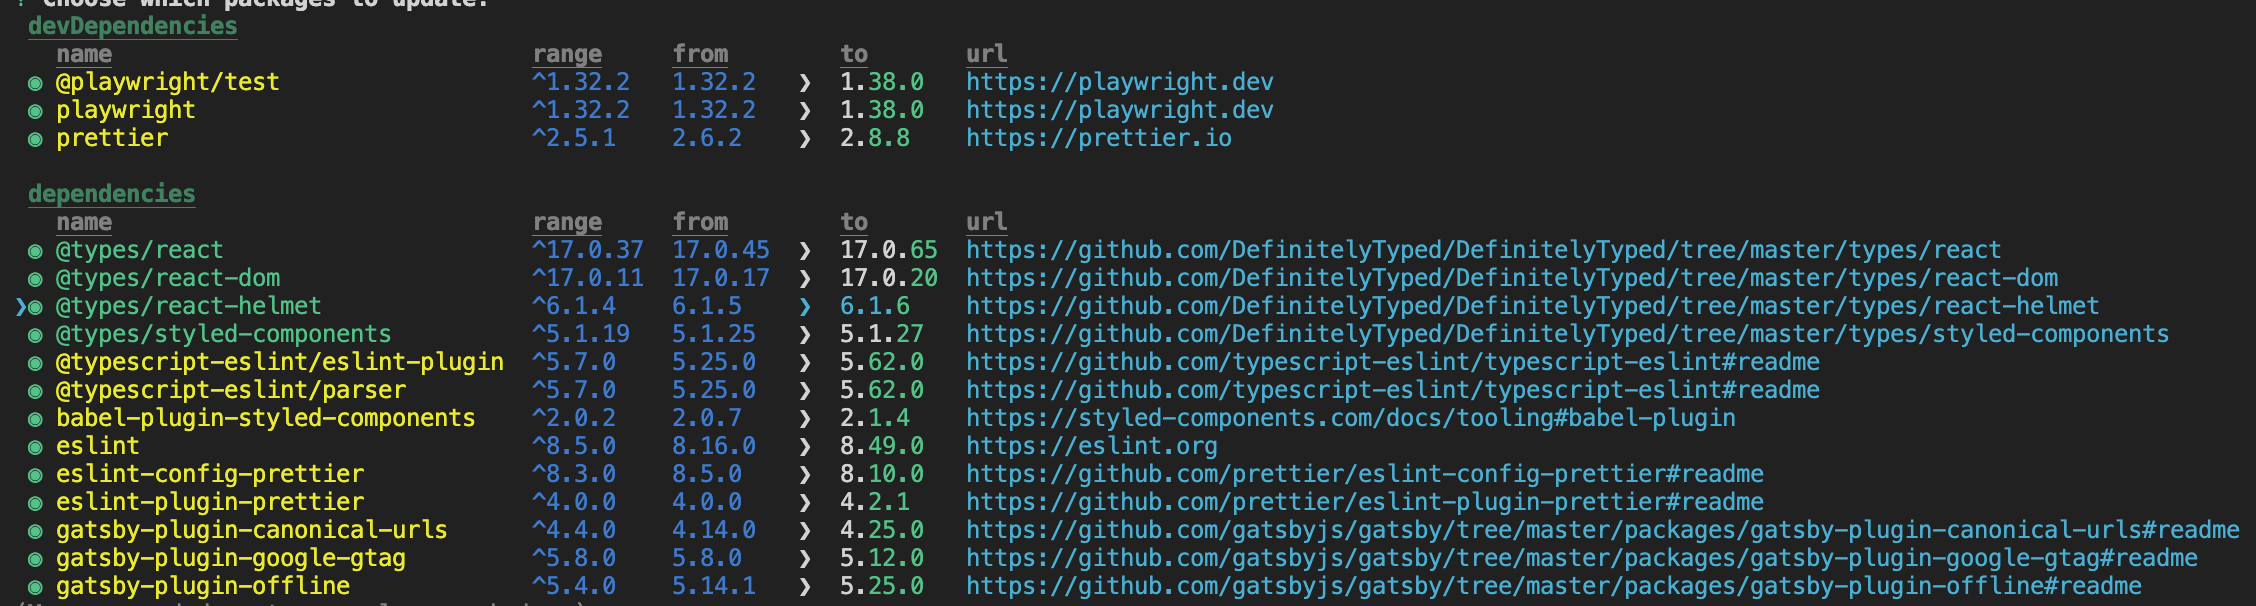 ? Choose which packages to update.
devDependencies
name range from to url
◉ @playwright/test ^1.32.2 1.32.2 ❯ 1.38.0 https://playwright.dev
◉ playwright ^1.32.2 1.32.2 ❯ 1.38.0 https://playwright.dev
◉ prettier ^2.5.1 2.6.2 ❯ 2.8.8 https://prettier.io
dependencies
name range from to url
◉ @types/react ^17.0.37 17.0.45 ❯ 17.0.65 https://github.com/DefinitelyTyped/DefinitelyTyped/tree/master/types/react
◉ @types/react-dom ^17.0.11 17.0.17 ❯ 17.0.20 https://github.com/DefinitelyTyped/DefinitelyTyped/tree/master/types/react-dom
❯◉ @types/react-helmet ^6.1.4 6.1.5 ❯ 6.1.6 https://github.com/DefinitelyTyped/DefinitelyTyped/tree/master/types/react-helmet
◉ @types/styled-components ^5.1.19 5.1.25 ❯ 5.1.27 https://github.com/DefinitelyTyped/DefinitelyTyped/tree/master/types/styled-components
◉ @typescript-eslint/eslint-plugin ^5.7.0 5.25.0 ❯ 5.62.0 https://github.com/typescript-eslint/typescript-eslint#readme
◉ @typescript-eslint/parser ^5.7.0 5.25.0 ❯ 5.62.0 https://github.com/typescript-eslint/typescript-eslint#readme
◉ babel-plugin-styled-components ^2.0.2 2.0.7 ❯ 2.1.4 https://styled-components.com/docs/tooling#babel-plugin
◉ eslint ^8.5.0 8.16.0 ❯ 8.49.0 https://eslint.org
◉ eslint-config-prettier ^8.3.0 8.5.0 ❯ 8.10.0 https://github.com/prettier/eslint-config-prettier#readme
◉ eslint-plugin-prettier ^4.0.0 4.0.0 ❯ 4.2.1 https://github.com/prettier/eslint-plugin-prettier#readme
◉ gatsby-plugin-canonical-urls ^4.4.0 4.14.0 ❯ 4.25.0 https://github.com/gatsbyjs/gatsby/tree/master/packages/gatsby-plugin-canonical-urls#readme
◉ gatsby-plugin-google-gtag ^5.8.0 5.8.0 ❯ 5.12.0 https://github.com/gatsbyjs/gatsby/tree/master/packages/gatsby-plugin-google-gtag#readme
◉ gatsby-plugin-offline ^5.4.0 5.14.1 ❯ 5.25.0 https://github.com/gatsbyjs/gatsby/tree/master/packages/gatsby-plugin-offline#readme